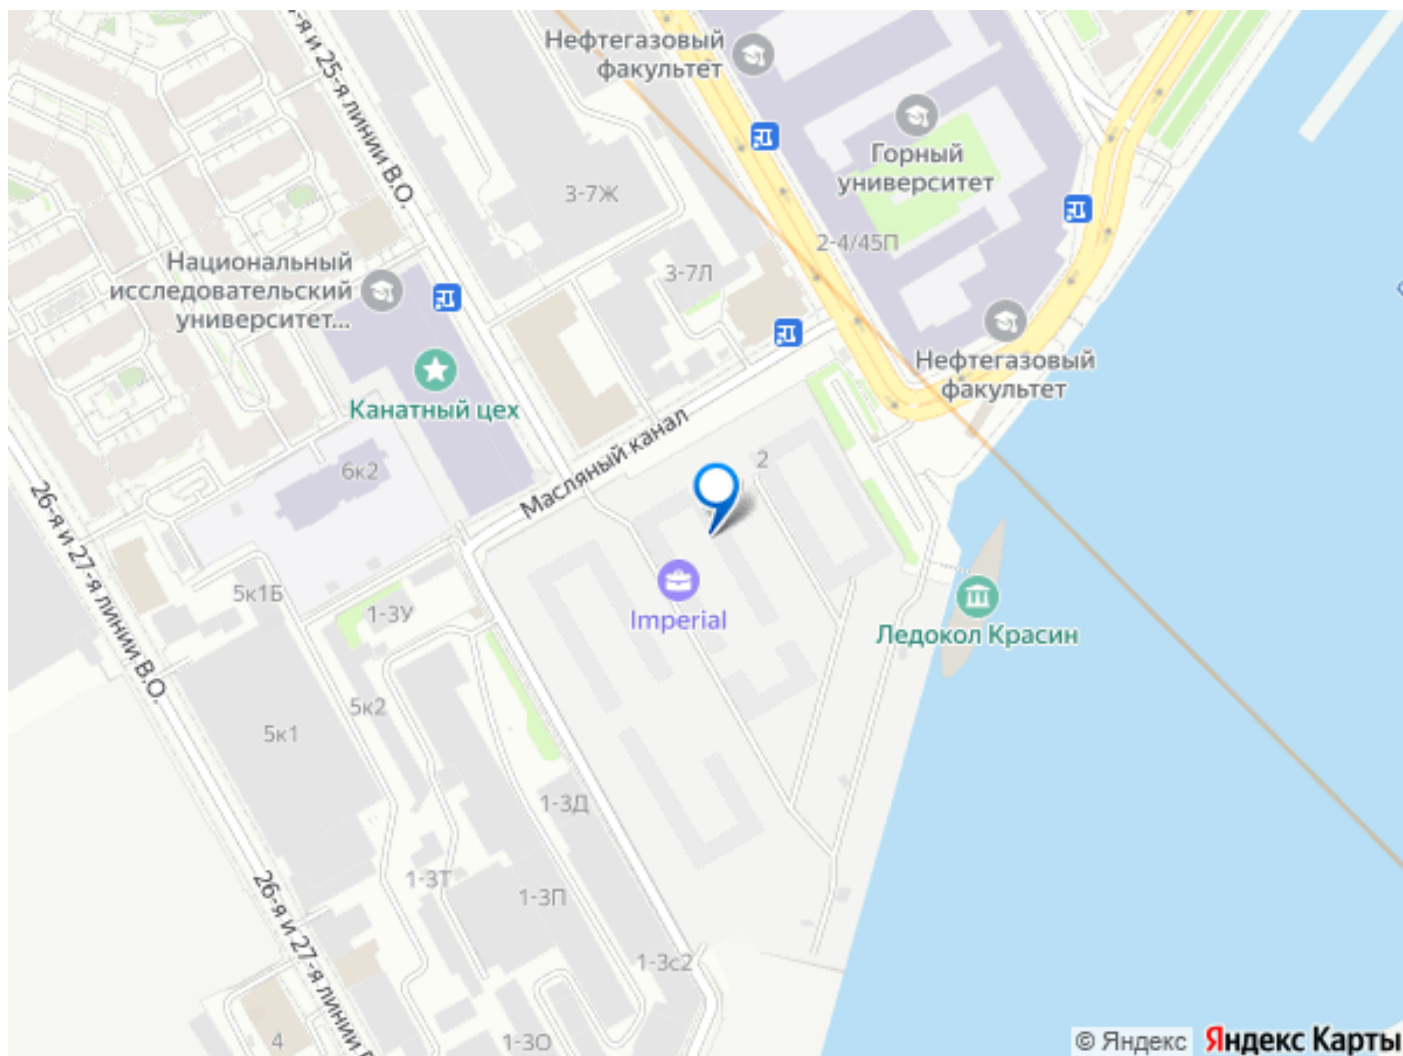 Нефтегазовый
факультет
-я и 25-я линии В.О.
Горный
университет
3-7Ж
2-4/45П
Национальный
исследовательский
университет...
3-7Л
Нефтегазовый
факультет
Канатный цех
Масляный канал
2
6к2
26-я и 27-я линии В.О.
5к1Б
1-3У
Imperial
Ледокол Красин
5к2
5к1
1-3Д
1-3Т
1-3П
26-я и 27-я линии
1-3с2
4
1-3О
© Яндекс Яндекс Карты